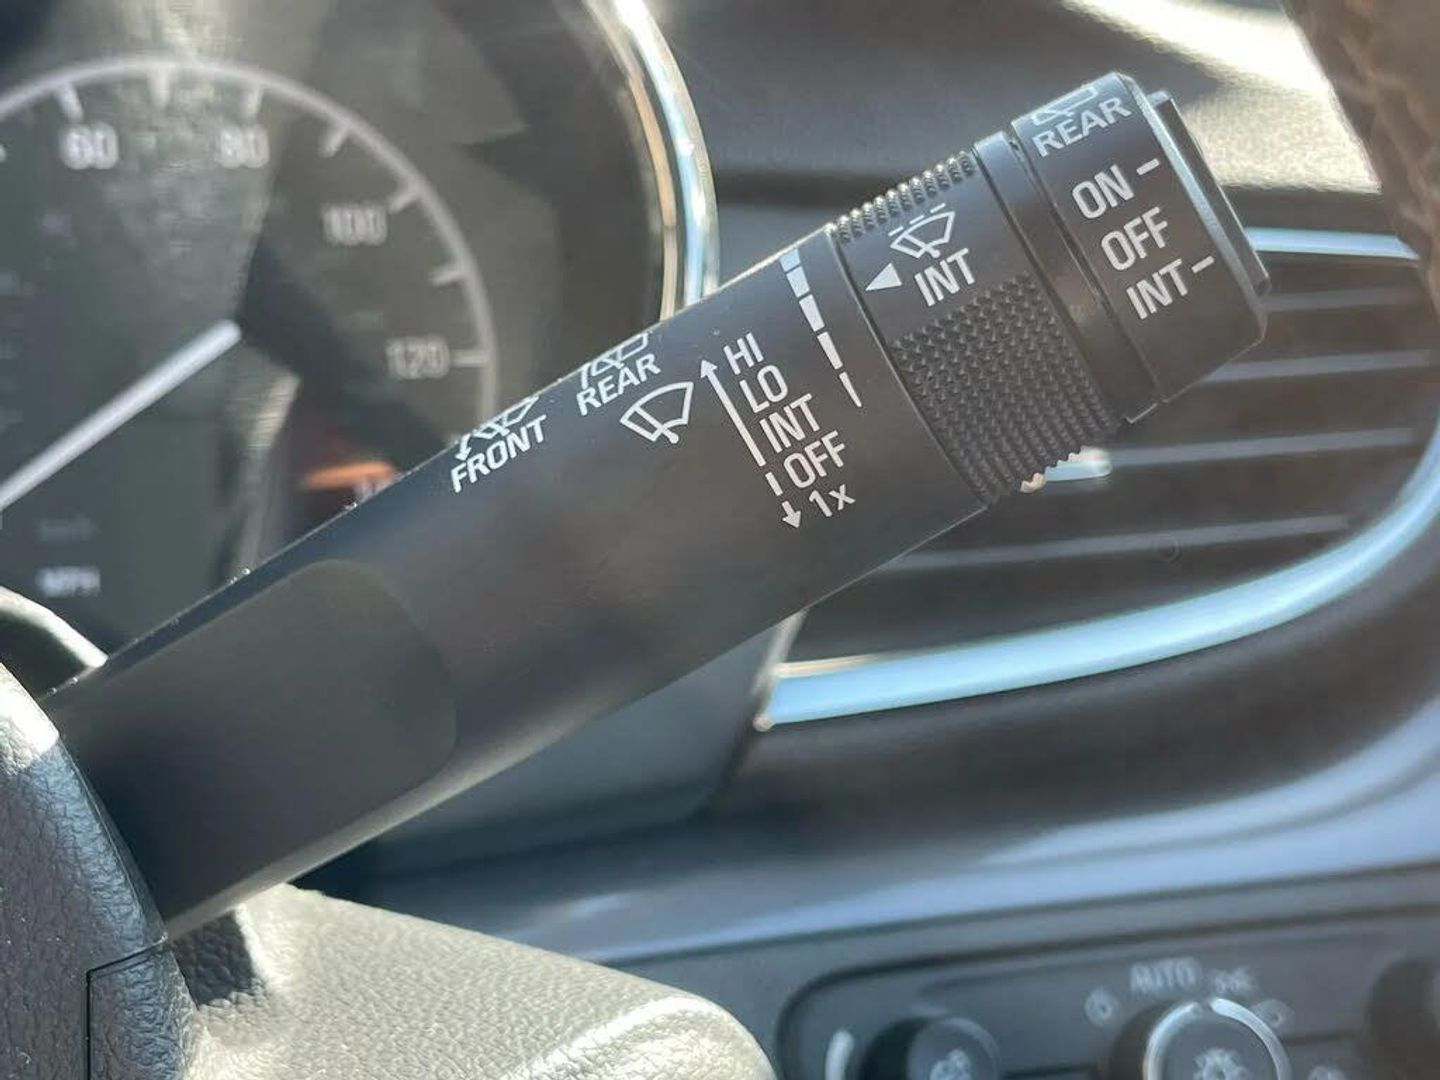 60
80
100
120
MPH
REAR
ON
OFF
INT
INT
REAR
FRONT
HI
LO
INT
OFF
1x
AUTO